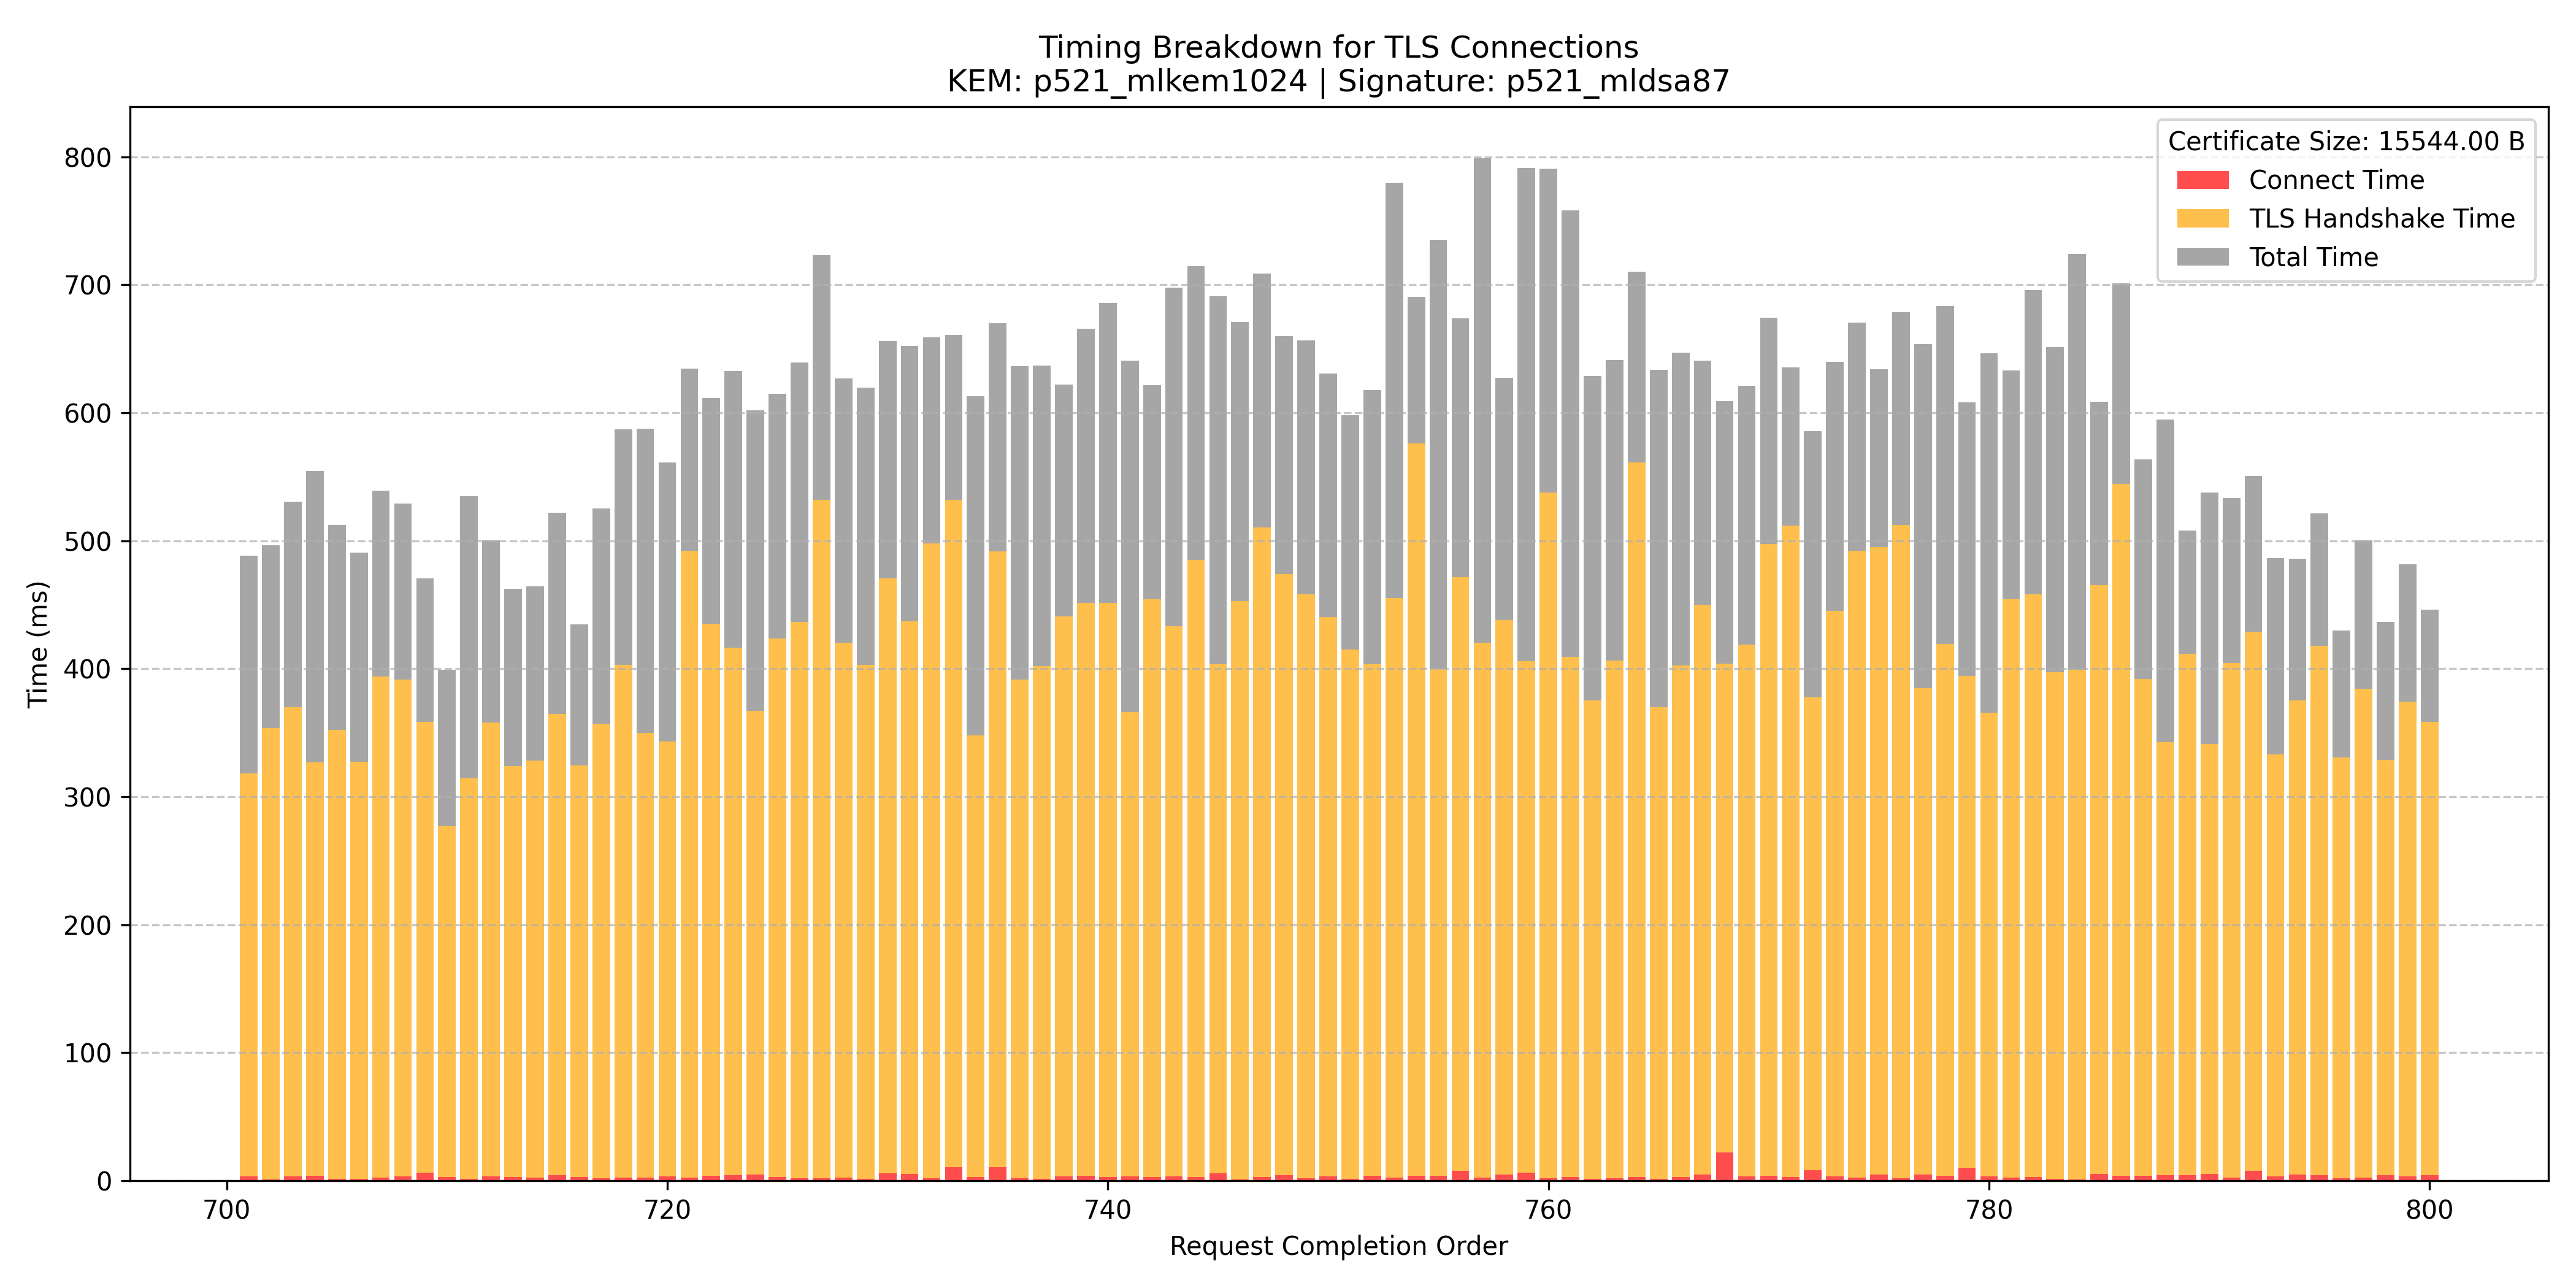 Timing Breakdown for TLS Connections
KEM: p521_mlkem1024 | Signature: p521_mldsa87
Certificate Size: 15544.00 B
Connect Time
TLS Handshake Time
Total Time
Time (ms)
800
700
600
500
400
300
200
100
0
700 720 740 760 780 800
Request Completion Order